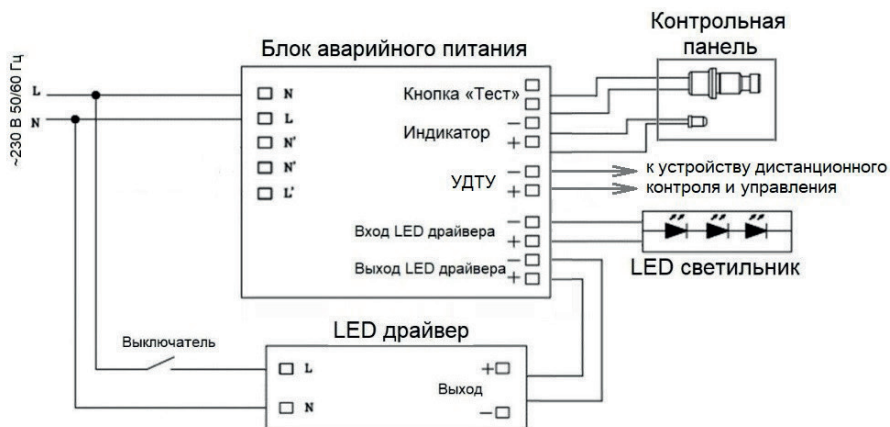 ~230 В 50/60 Гц
L
N
Блок аварийного питания
N
L
N'
N'
L'
Кнопка «Тест»
−
Индикатор
+
−
УДТУ
+
−
Вход LED драйвера
+
−
Выход LED драйвера
+
Контрольная
панель
к устройству дистанционного
контроля и управления
LED светильник
LED драйвер
Выключатель
L
N
+
Выход
−